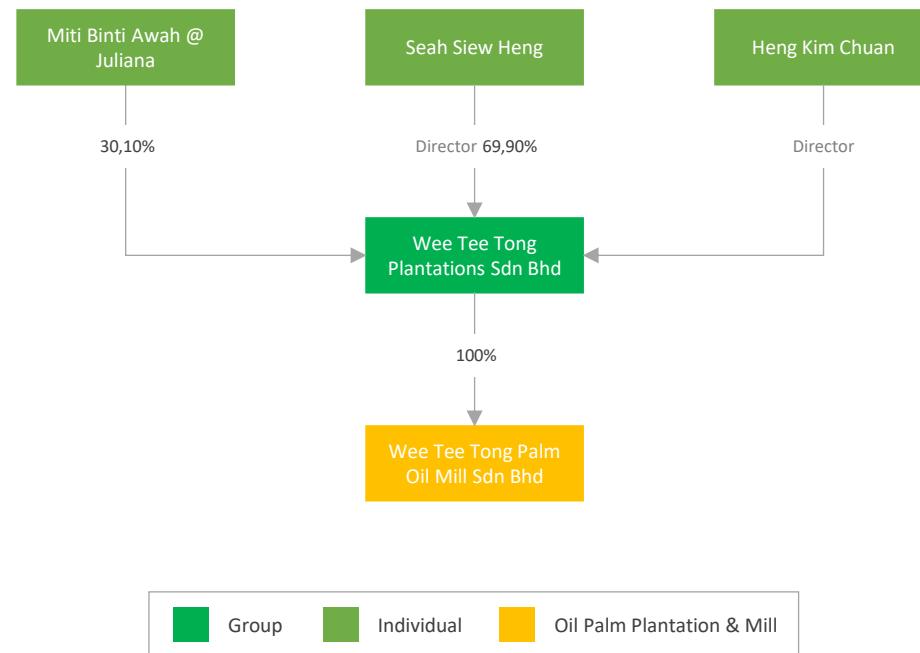 Miti Binti Awah @
Juliana
Seah Siew Heng
Heng Kim Chuan
30,10%
Director 69,90%
Director
Wee Tee Tong
Plantations Sdn Bhd
100%
Wee Tee Tong Palm
Oil Mill Sdn Bhd
Group
Individual
Oil Palm Plantation & Mill